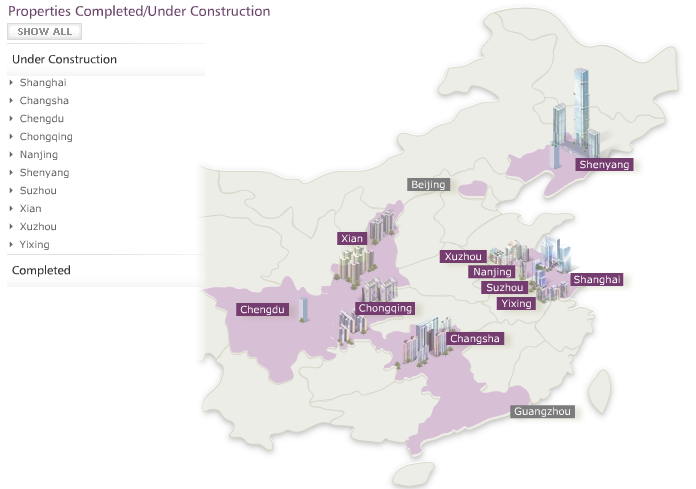 Properties Completed/Under Construction
SHOW ALL
Under Construction
Shanghai
Changsha
Chengdu
Chongqing
Nanjing
Shenyang
Suzhou
Xian
Xuzhou
Yixing
Completed
Shenyang
Beijing
Xian
Xuzhou
Nanjing
Shanghai
Suzhou
Yixing
Chengdu
Chongqing
Changsha
Guangzhou